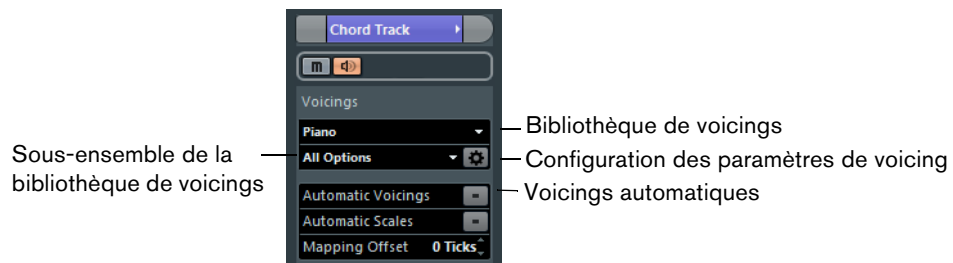 Chord Track
m
Voicings
Piano
All Options
Automatic Voicings
Automatic Scales
Mapping Offset 0 Ticks
Sous-ensemble de la
bibliothèque de voicings
Bibliothèque de voicings
Configuration des paramètres de voicing
Voicings automatiques